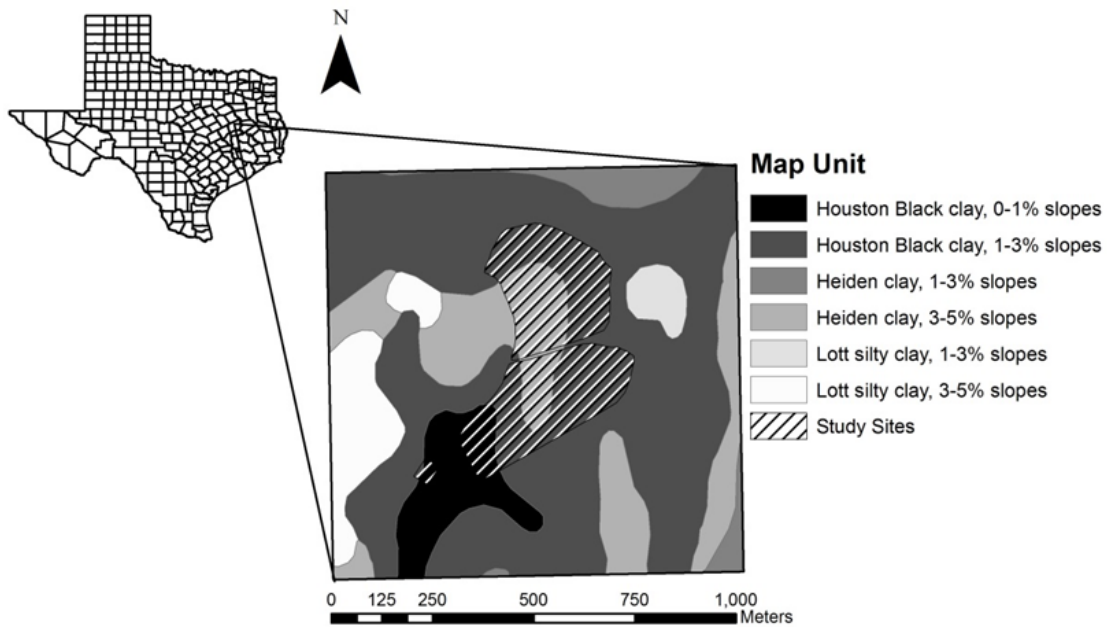 N
Map Unit
Houston Black clay, 0-1% slopes
Houston Black clay, 1-3% slopes
Heiden clay, 1-3% slopes
Heiden clay, 3-5% slopes
Lott silty clay, 1-3% slopes
Lott silty clay, 3-5% slopes
Study Sites
0 125 250 500 750 1,000
Meters